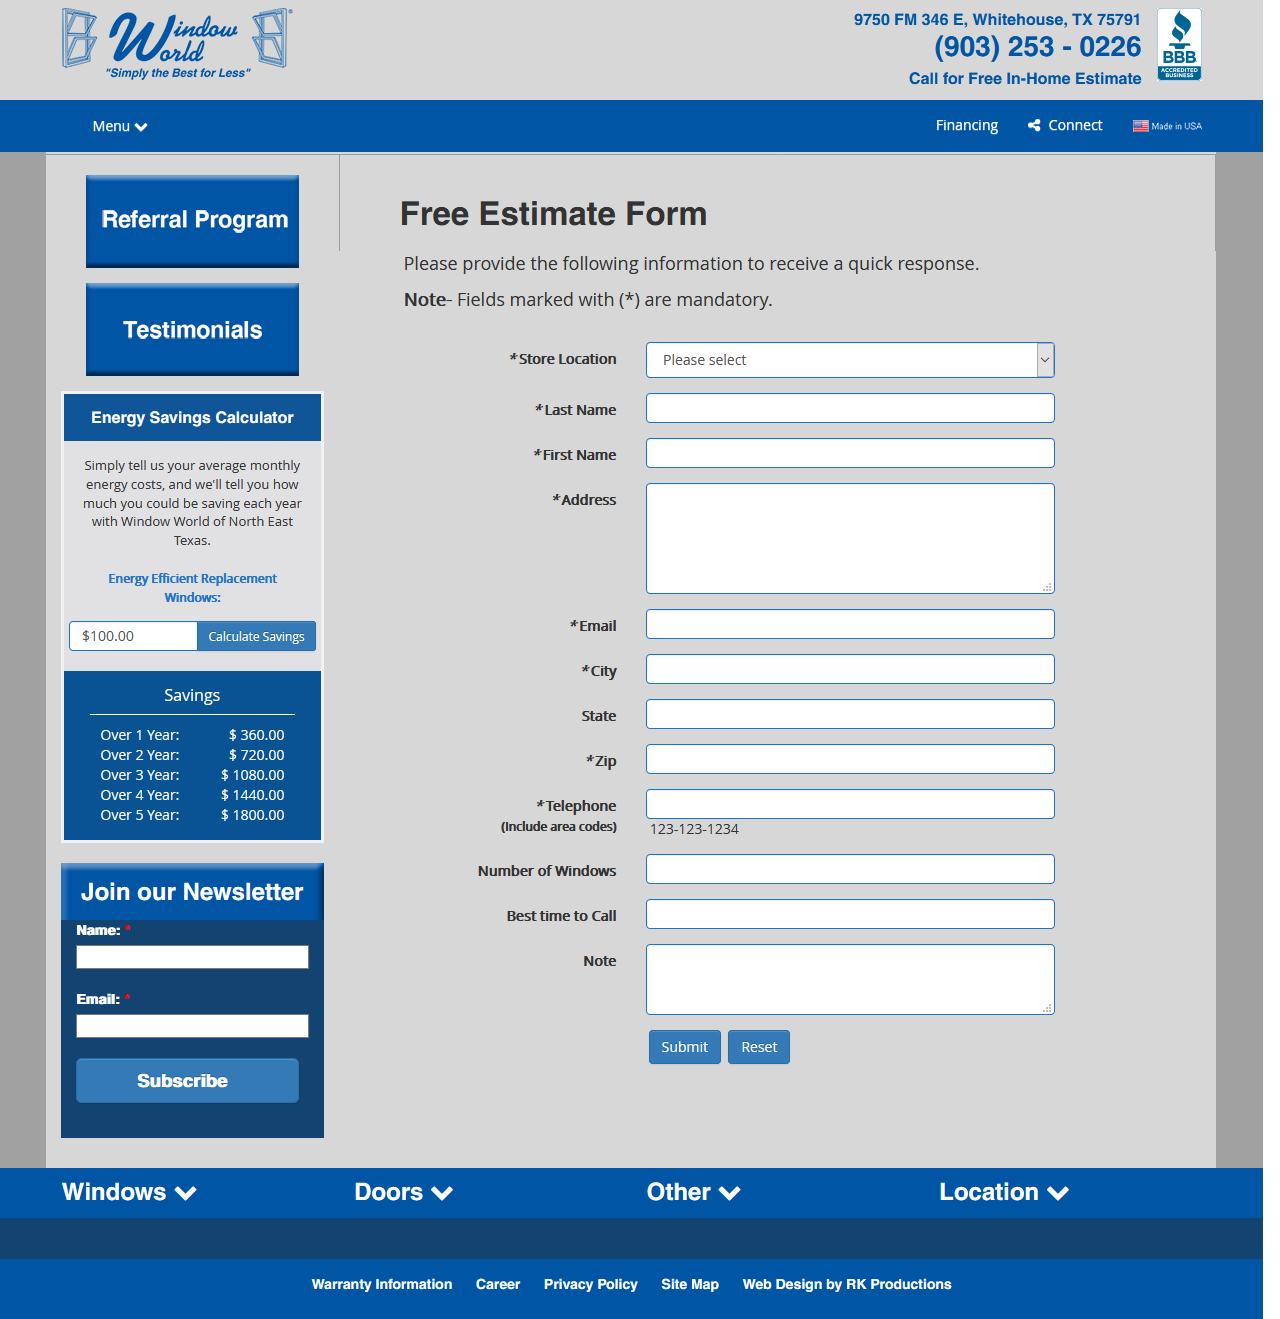 Window World®
"Simply the Best for Less"
9750 FM 346 E, Whitehouse, TX 75791
(903) 253 - 0226
Call for Free In-Home Estimate
BBB
ACCREDITED
BUSINESS
Menu
Financing
Connect
Made in USA
Referral Program
Testimonials
Energy Savings Calculator
Simply tell us your average monthly
energy costs, and we'll tell you how
much you could be saving each year
with Window World of North East
Texas.
Energy Efficient Replacement
Windows:
$100.00 Calculate Savings
Savings
Over 1 Year: $ 360.00
Over 2 Year: $ 720.00
Over 3 Year: $ 1080.00
Over 4 Year: $ 1440.00
Over 5 Year: $ 1800.00
Join our Newsletter
Name: *
Email: *
Subscribe
Free Estimate Form
Please provide the following information to receive a quick response.
Note- Fields marked with (*) are mandatory.
*Store Location Please select
*Last Name
*First Name
*Address
*Email
*City
State
*Zip
*Telephone
(Include area codes) 123-123-1234
Number of Windows
Best time to Call
Note
Submit Reset
Windows Doors Other Location
Warranty Information Career Privacy Policy Site Map Web Design by RK Productions